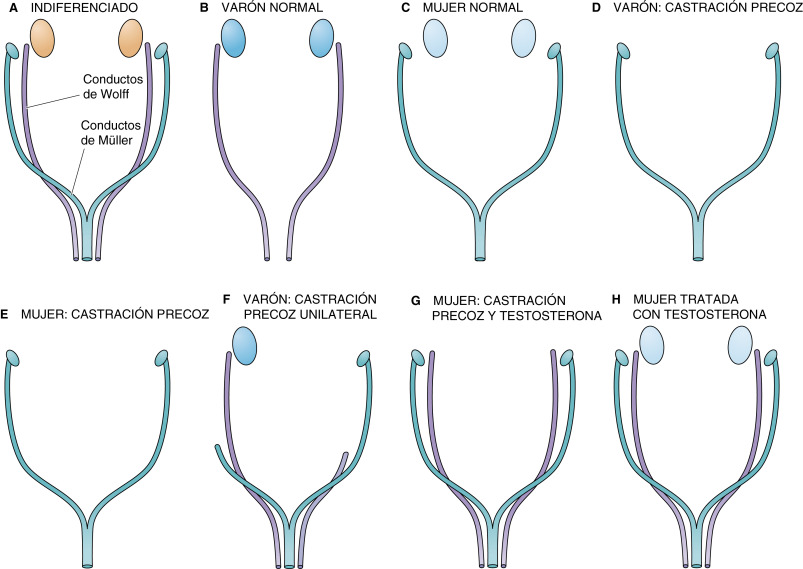 A INDIFERENCIADO
B VARÓN NORMAL
C MUJER NORMAL
D VARÓN: CASTRACIÓN PRECOZ
Conductos
de Wolff
Conductos
de Müller
E MUJER: CASTRACIÓN PRECOZ
F VARÓN: CASTRACIÓN
PRECOZ UNILATERAL
G MUJER: CASTRACIÓN
PRECOZ Y TESTOSTERONA
H MUJER TRATADA
CON TESTOSTERONA